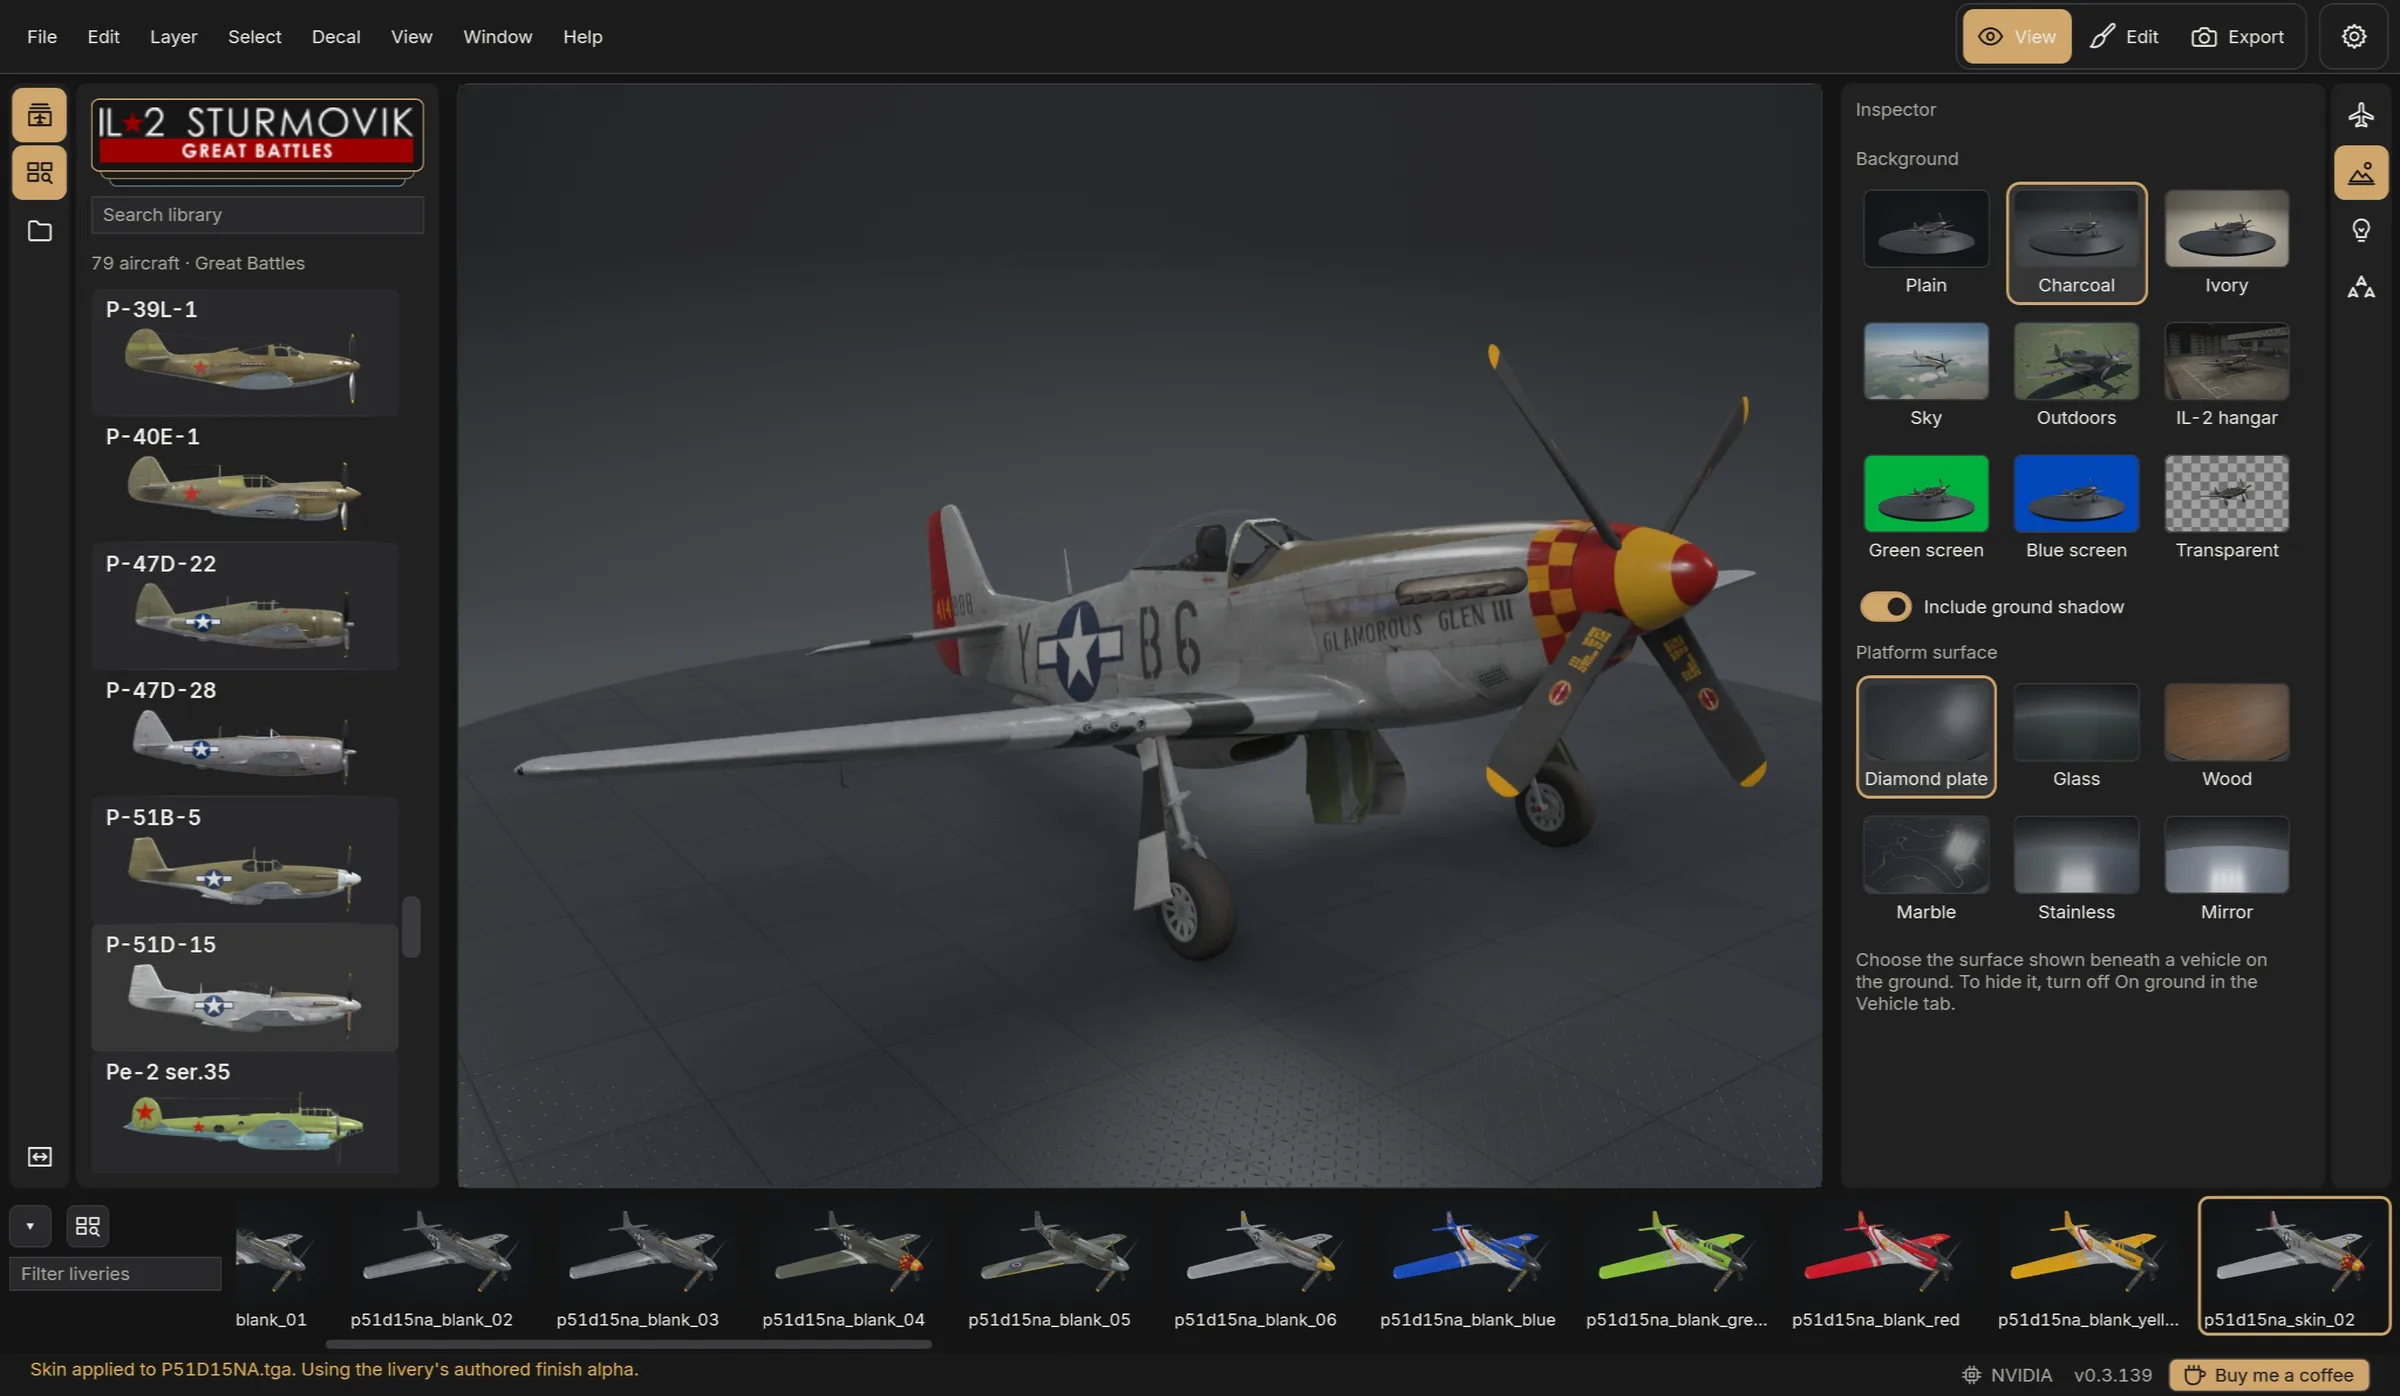 File Edit Layer Select Decal View Window Help
View Edit Export
IL★2 STURMOVIK
GREAT BATTLES
Search library
79 aircraft · Great Battles
P-39L-1
P-40E-1
P-47D-22
P-47D-28
P-51B-5
P-51D-15
Pe-2 ser.35
414888
Y B6
GLAMOROUS GLEN III
Inspector
Background
Plain Charcoal Ivory
Sky Outdoors IL-2 hangar
Green screen Blue screen Transparent
Include ground shadow
Platform surface
Diamond plate Glass Wood
Marble Stainless Mirror
Choose the surface shown beneath a vehicle on
the ground. To hide it, turn off On ground in the
Vehicle tab.
Filter liveries
blank_01 p51d15na_blank_02 p51d15na_blank_03 p51d15na_blank_04 p51d15na_blank_05 p51d15na_blank_06 p51d15na_blank_blue p51d15na_blank_gre... p51d15na_blank_red p51d15na_blank_yell... p51d15na_skin_02
Skin applied to P51D15NA.tga. Using the livery's authored finish alpha.
NVIDIA v0.3.139 Buy me a coffee